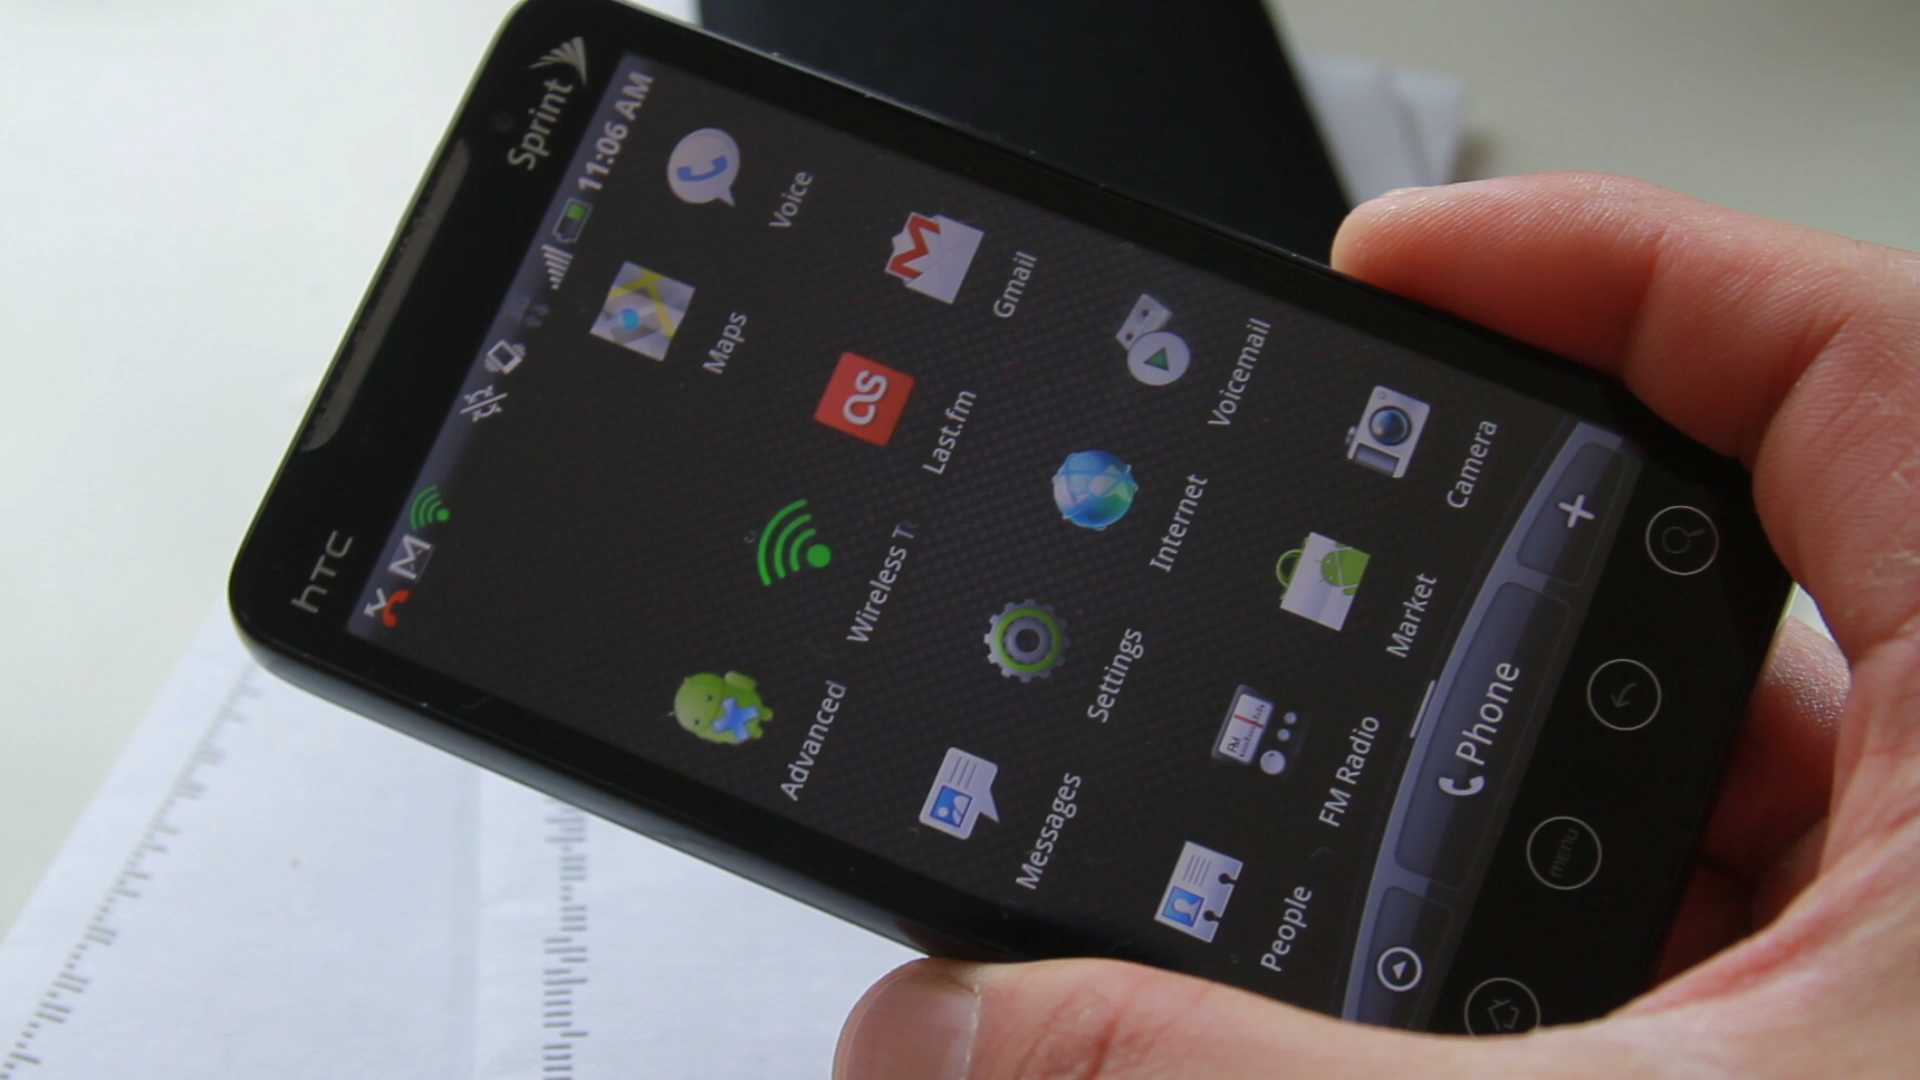 hTC
Sprint
11:06 AM
Maps
Voice
Advanced
Wireless T
Last.fm
Gmail
Messages
Settings
Internet
Voicemail
People
FM Radio
Market
Camera
FM
Phone
menu